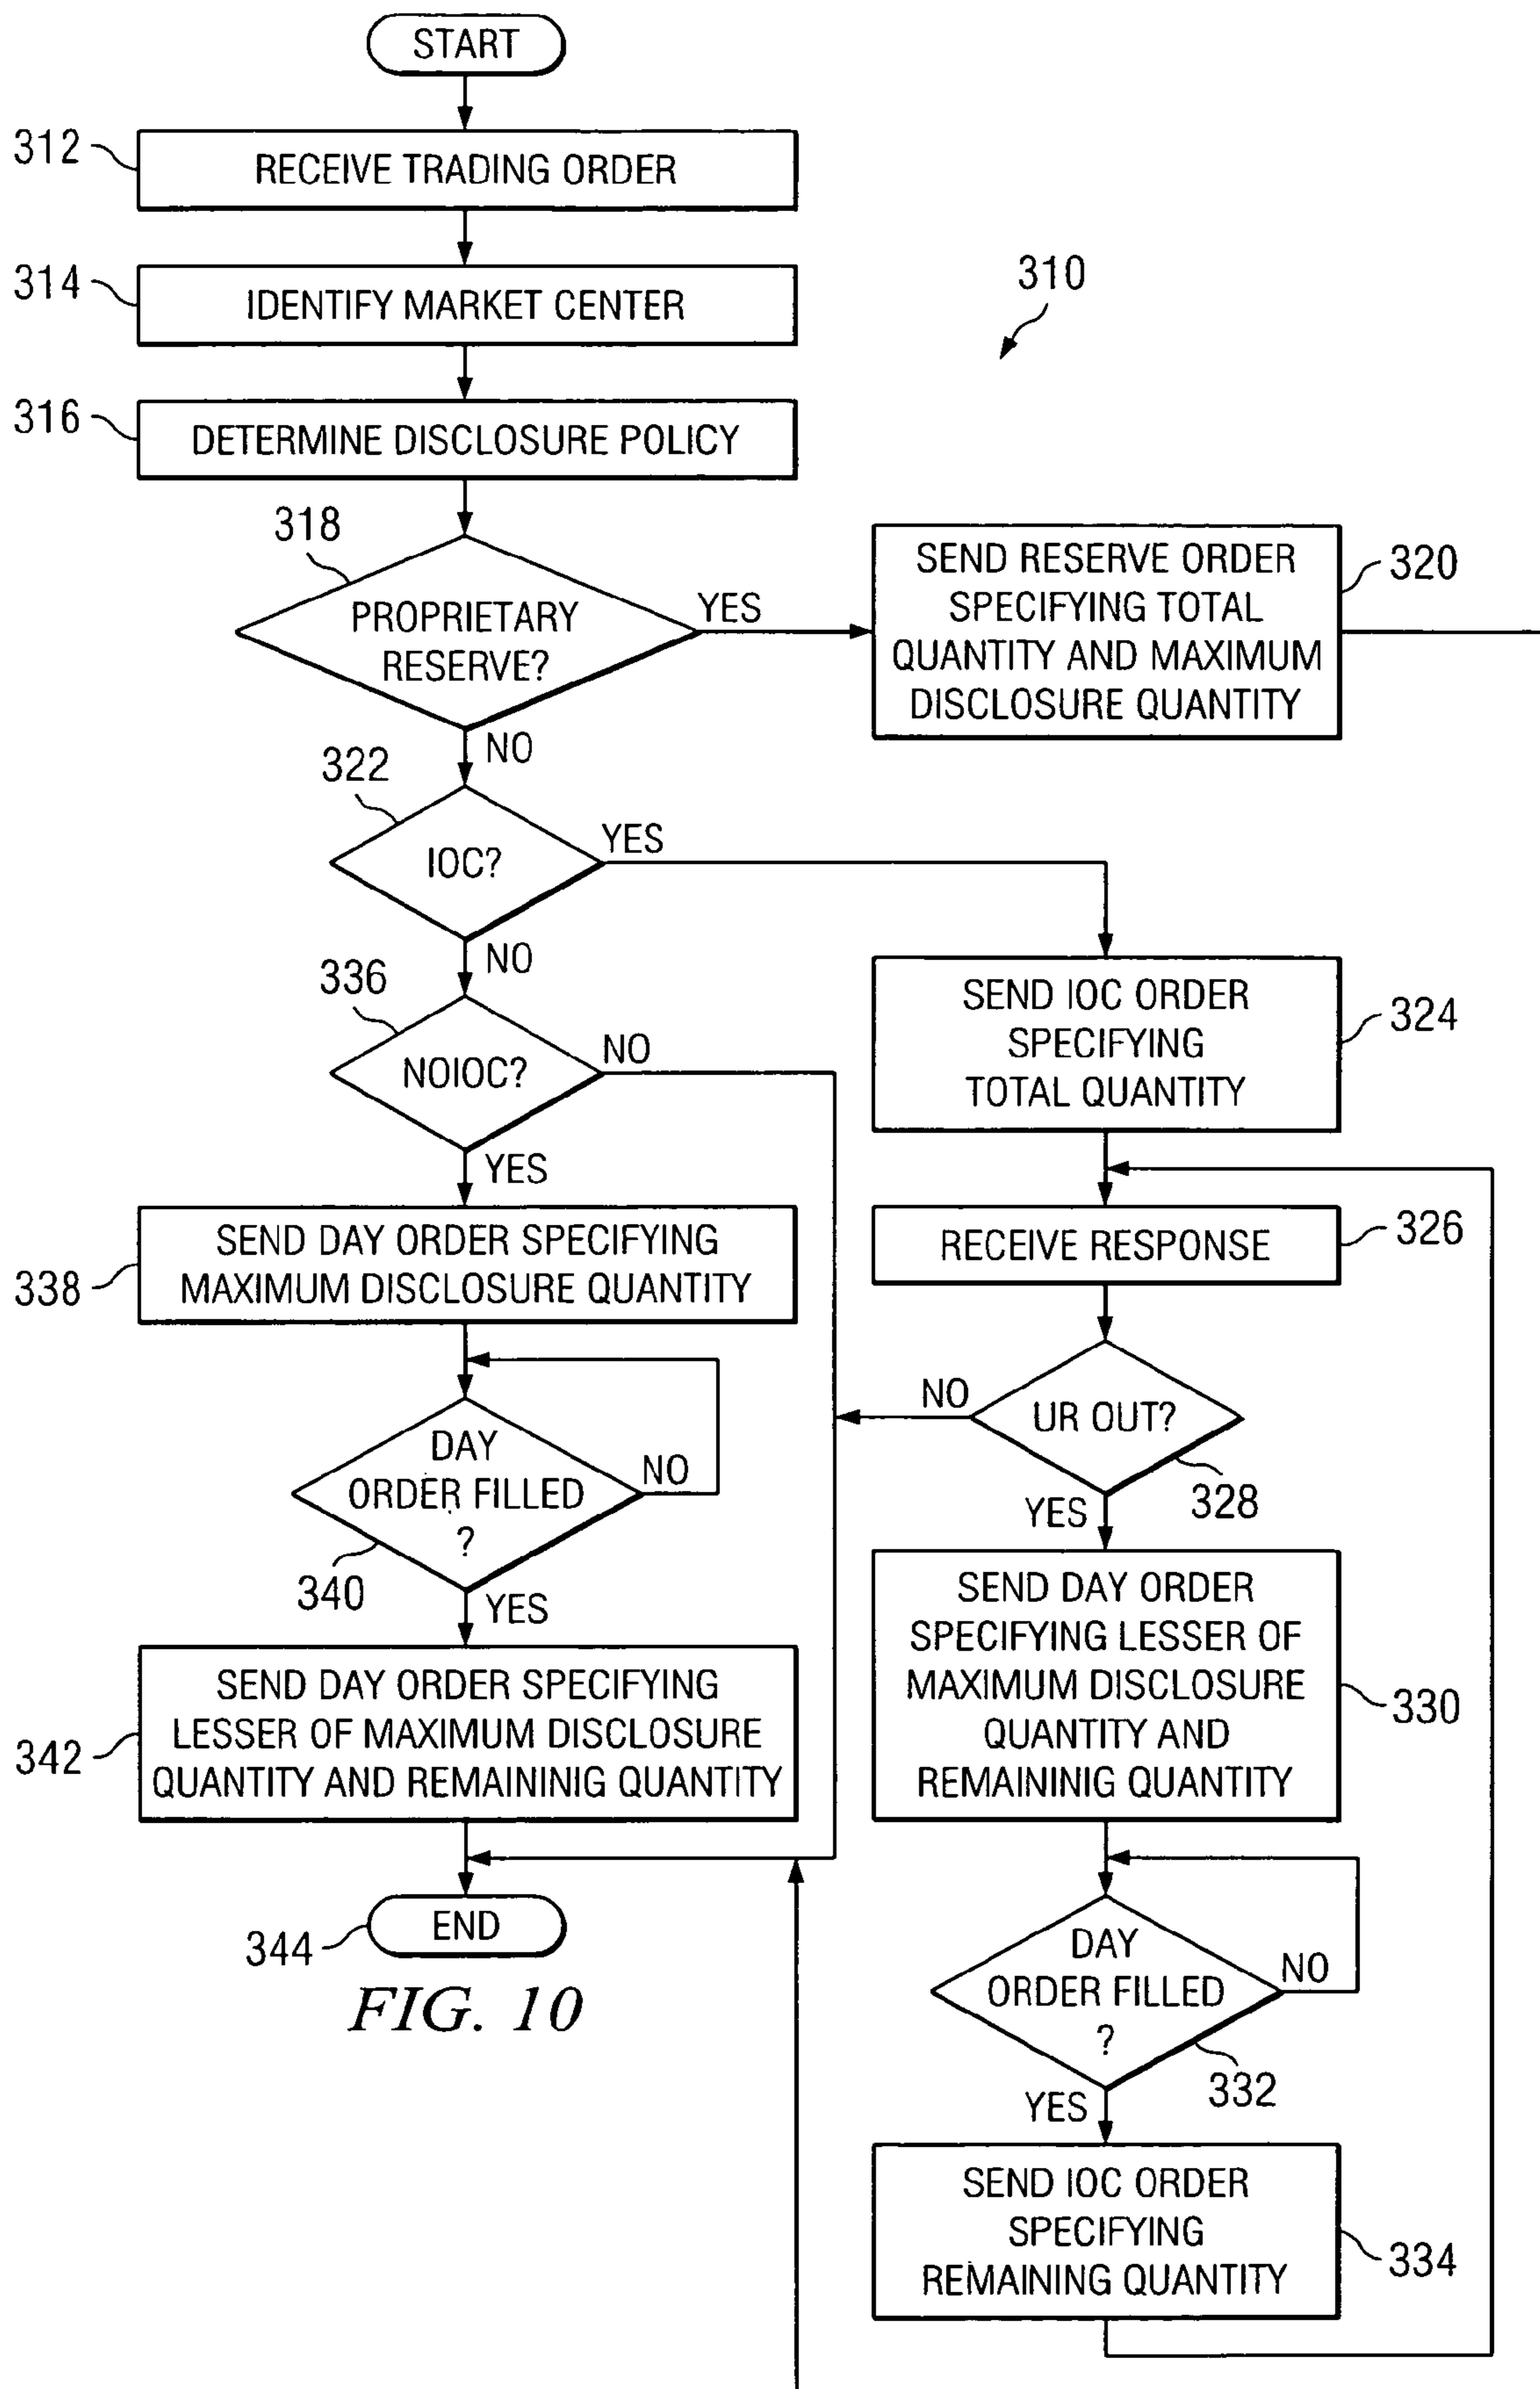 START
312
RECEIVE TRADING ORDER
314
IDENTIFY MARKET CENTER
310
316
DETERMINE DISCLOSURE POLICY
318
PROPRIETARY
RESERVE?
YES
NO
SEND RESERVE ORDER
SPECIFYING TOTAL
QUANTITY AND MAXIMUM
DISCLOSURE QUANTITY
320
322
IOC?
YES
NO
336
NOIOC?
NO
YES
SEND IOC ORDER
SPECIFYING
TOTAL QUANTITY
324
RECEIVE RESPONSE
326
338
SEND DAY ORDER SPECIFYING
MAXIMUM DISCLOSURE QUANTITY
UR OUT?
NO
328
YES
DAY
ORDER FILLED
?
NO
340
YES
SEND DAY ORDER
SPECIFYING LESSER OF
MAXIMUM DISCLOSURE
QUANTITY AND
REMAININIG QUANTITY
330
342
SEND DAY ORDER SPECIFYING
LESSER OF MAXIMUM DISCLOSURE
QUANTITY AND REMAININIG QUANTITY
344
END
FIG. 10
DAY
ORDER FILLED
?
NO
332
YES
SEND IOC ORDER
SPECIFYING
REMAINING QUANTITY
334